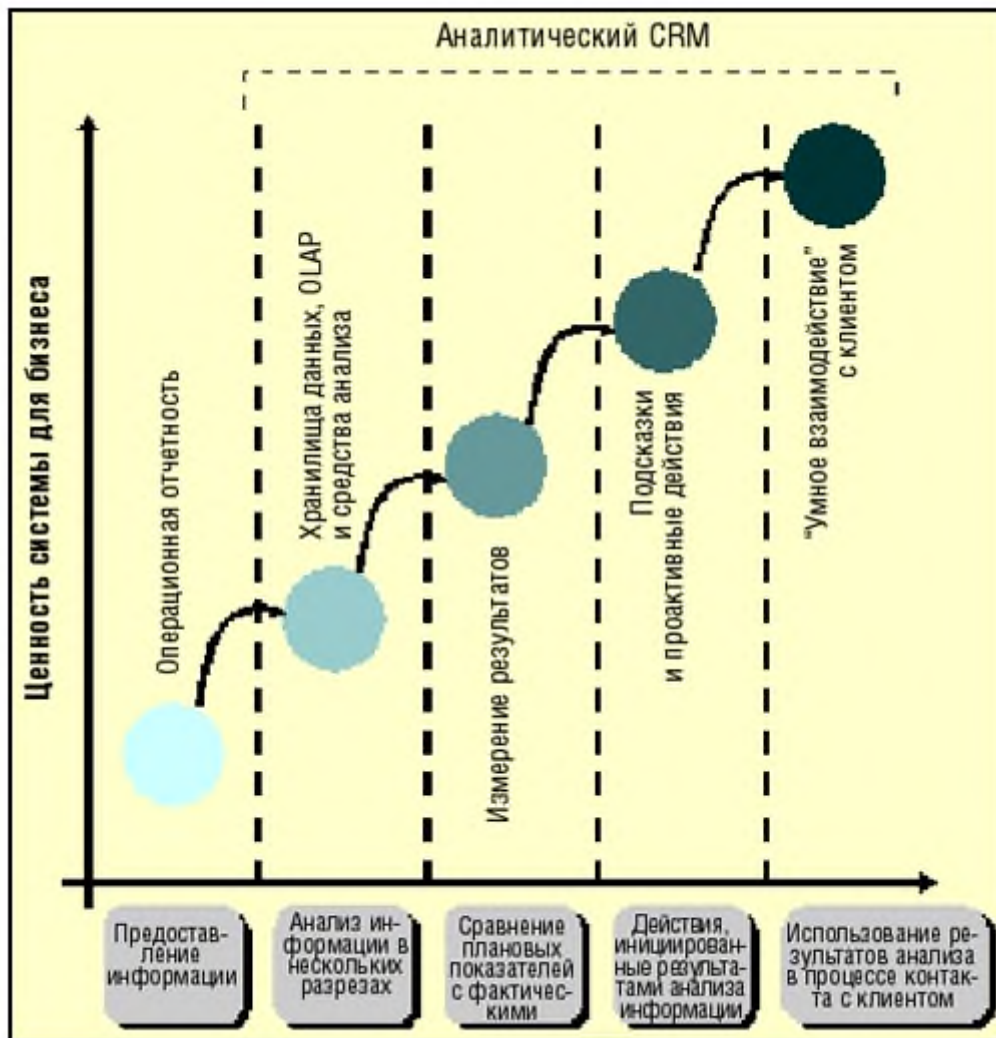 Аналитический CRM
Ценность системы для бизнеса
Операционная отчетность
Хранилища данных, OLAP
и средства анализа
Измерение результатов
Подсказки
и проактивные действия
“Умное взаимодействие”
с клиентом
Предостав-
ление
информации
Анализ ин-
формации в
нескольких
разрезах
Сравнение
плановых
показателей
с фактичес-
кими
Действия,
инициирован-
ные результа-
тами анализа
информации
Использование ре-
зультатов анализа
в процессе контак-
та с клиентом